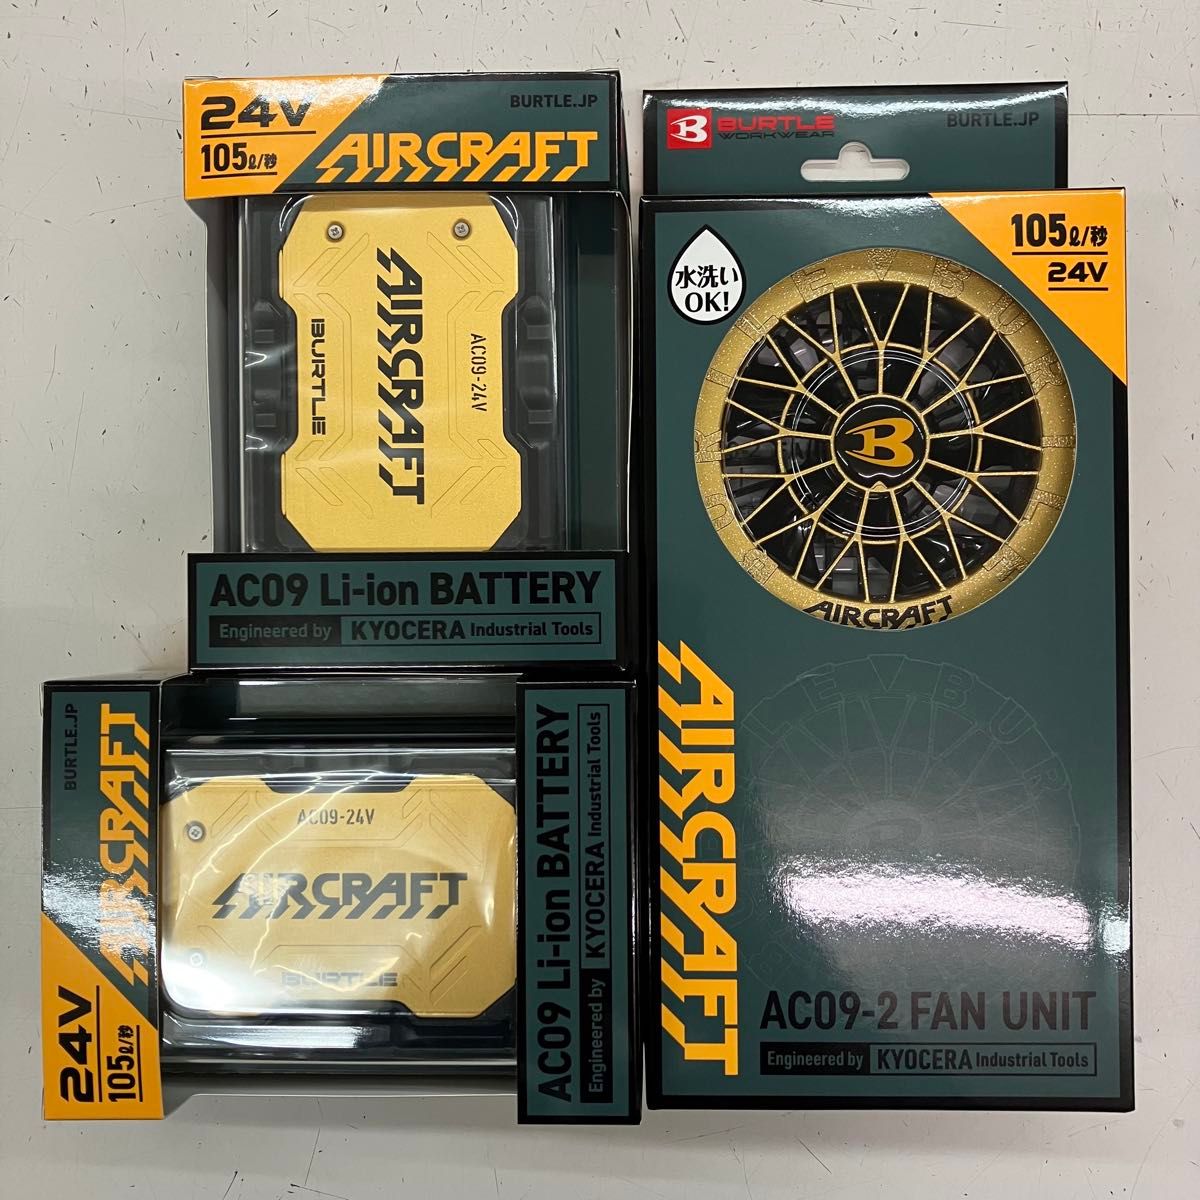 24V
105ℓ/秒
BURTLE.JP
AIRCRAFT
AIRCRAFT
BURTLE
AC09-24V
AC09 Li-ion BATTERY
Engineered by KYOCERA Industrial Tools
BURTLE.JP
AIRCRAFT
24V
105ℓ/秒
AC09-24V
AIRCRAFT
BURTLE
AC09 Li-ion BATTERY
Engineered by KYOCERA Industrial Tools
B BURTLE
WORKWEAR
BURTLE.JP
水洗い
OK!
105ℓ/秒
24V
BURTLE
B
AIRCRAFT
AIRCRAFT
AC09-2 FAN UNIT
Engineered by KYOCERA Industrial Tools